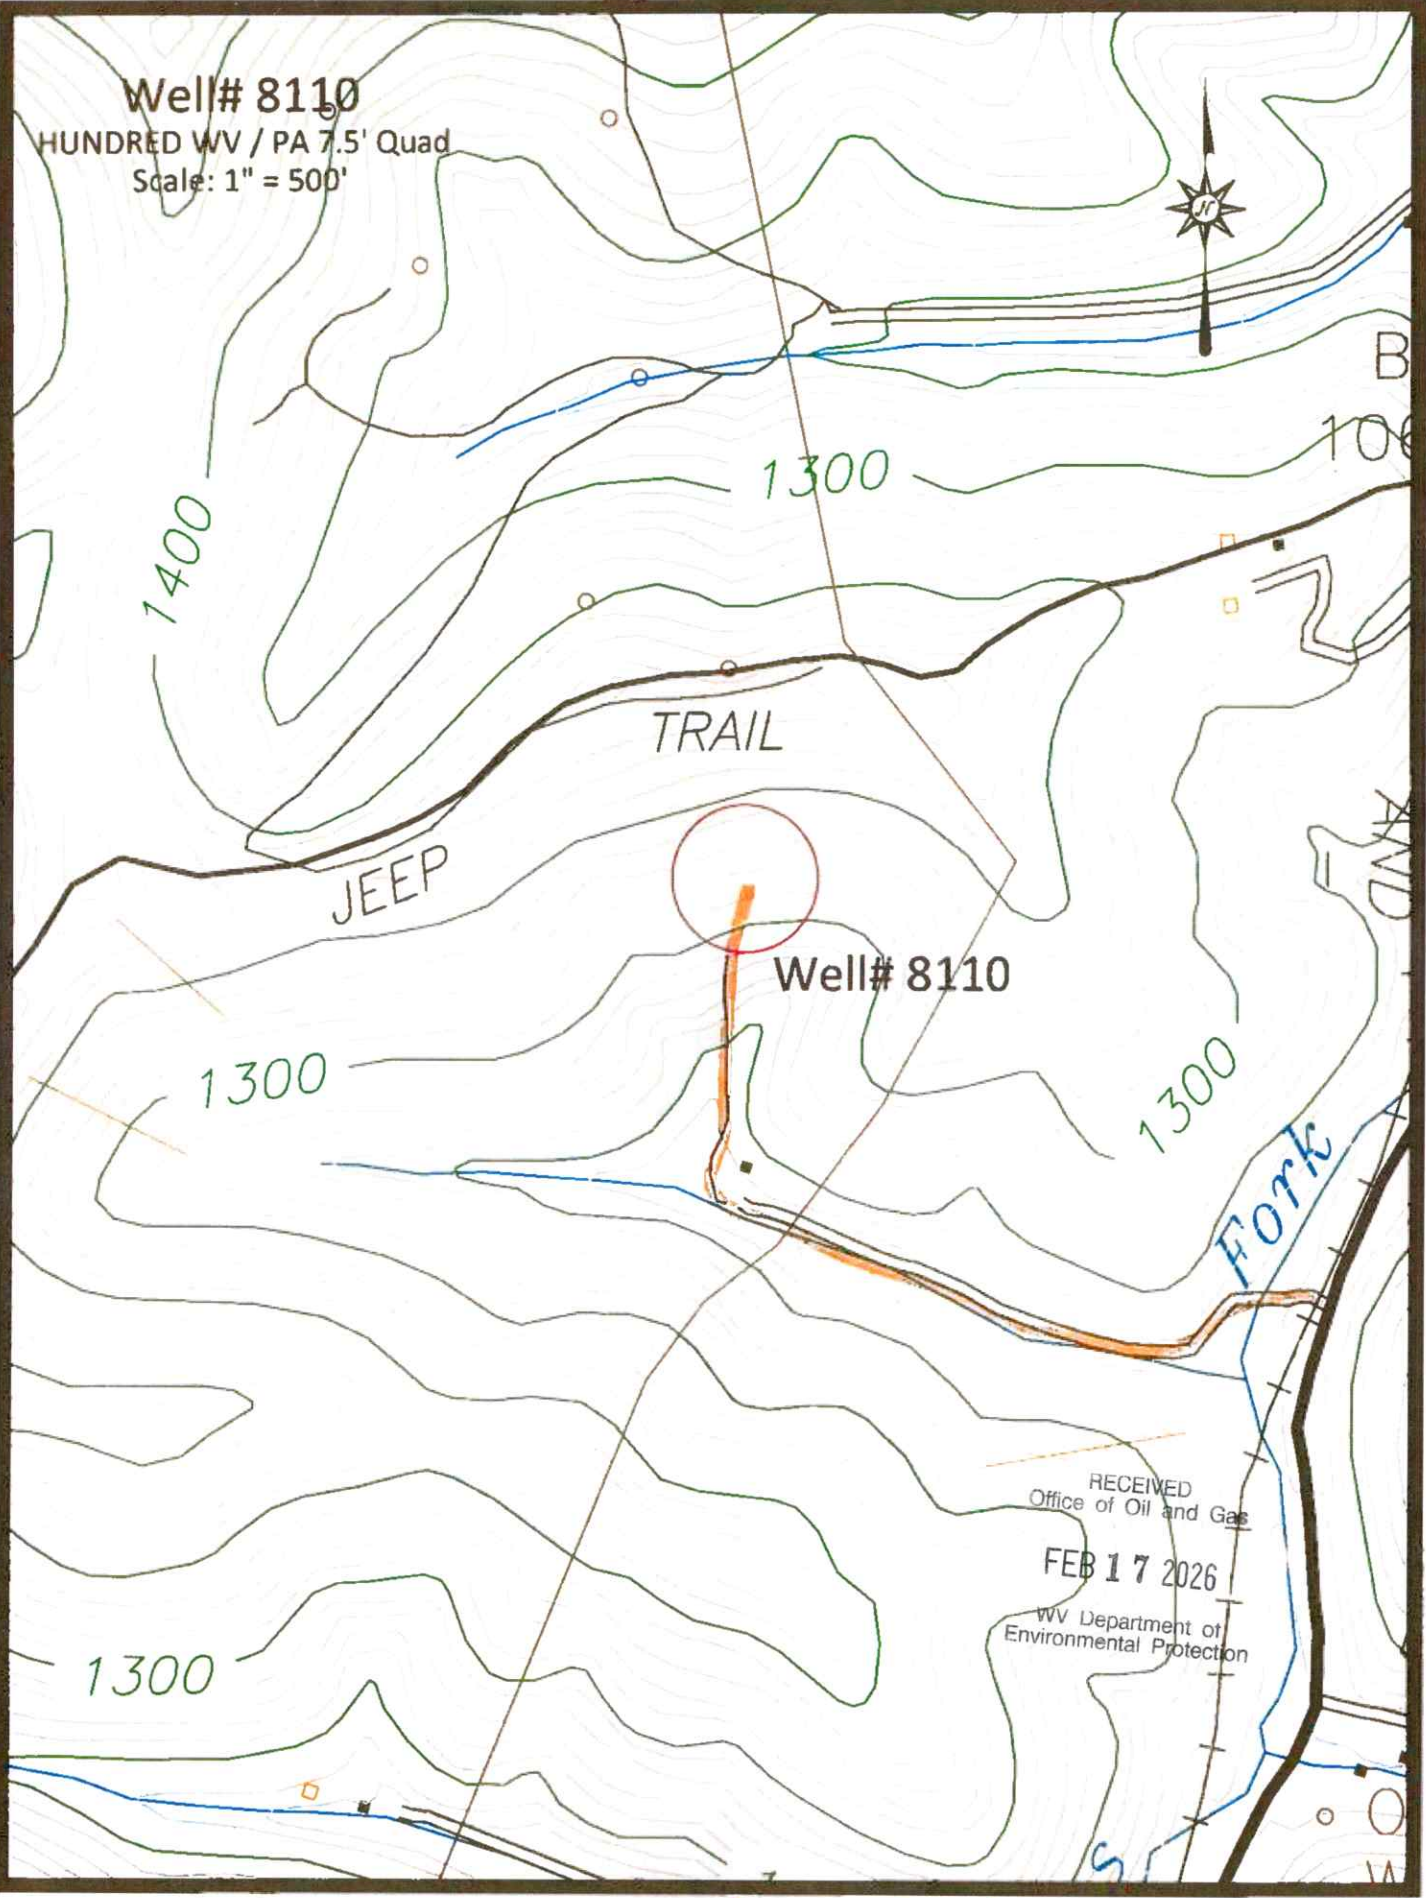 Well# 8110
HUNDRED WV / PA 7.5' Quad
Scale: 1" = 500'
N
B
1300
1400
TRAIL
JEEP
AND
Well# 8110
1300
1300
Fork
RECEIVED
Office of Oil and Gas
FEB 17 2026
WV Department of
Environmental Protection
1300
S
O